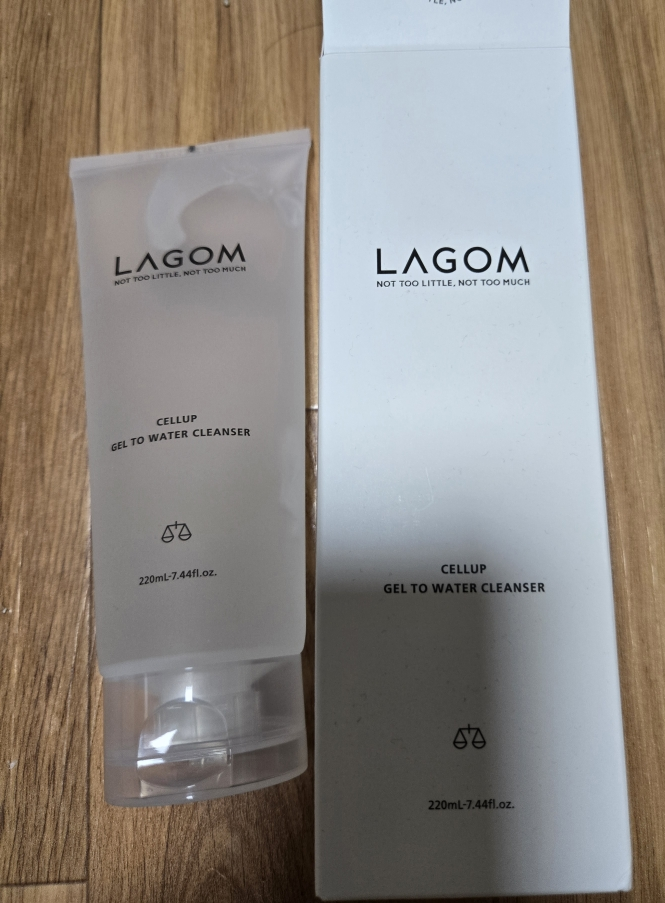 LAGOM
NOT TOO LITTLE, NOT TOO MUCH
CELLUP
GEL TO WATER CLEANSER
220mL-7.44fl.oz.
LAGOM
NOT TOO LITTLE, NOT TOO MUCH
CELLUP
GEL TO WATER CLEANSER
220mL-7.44fl.oz.